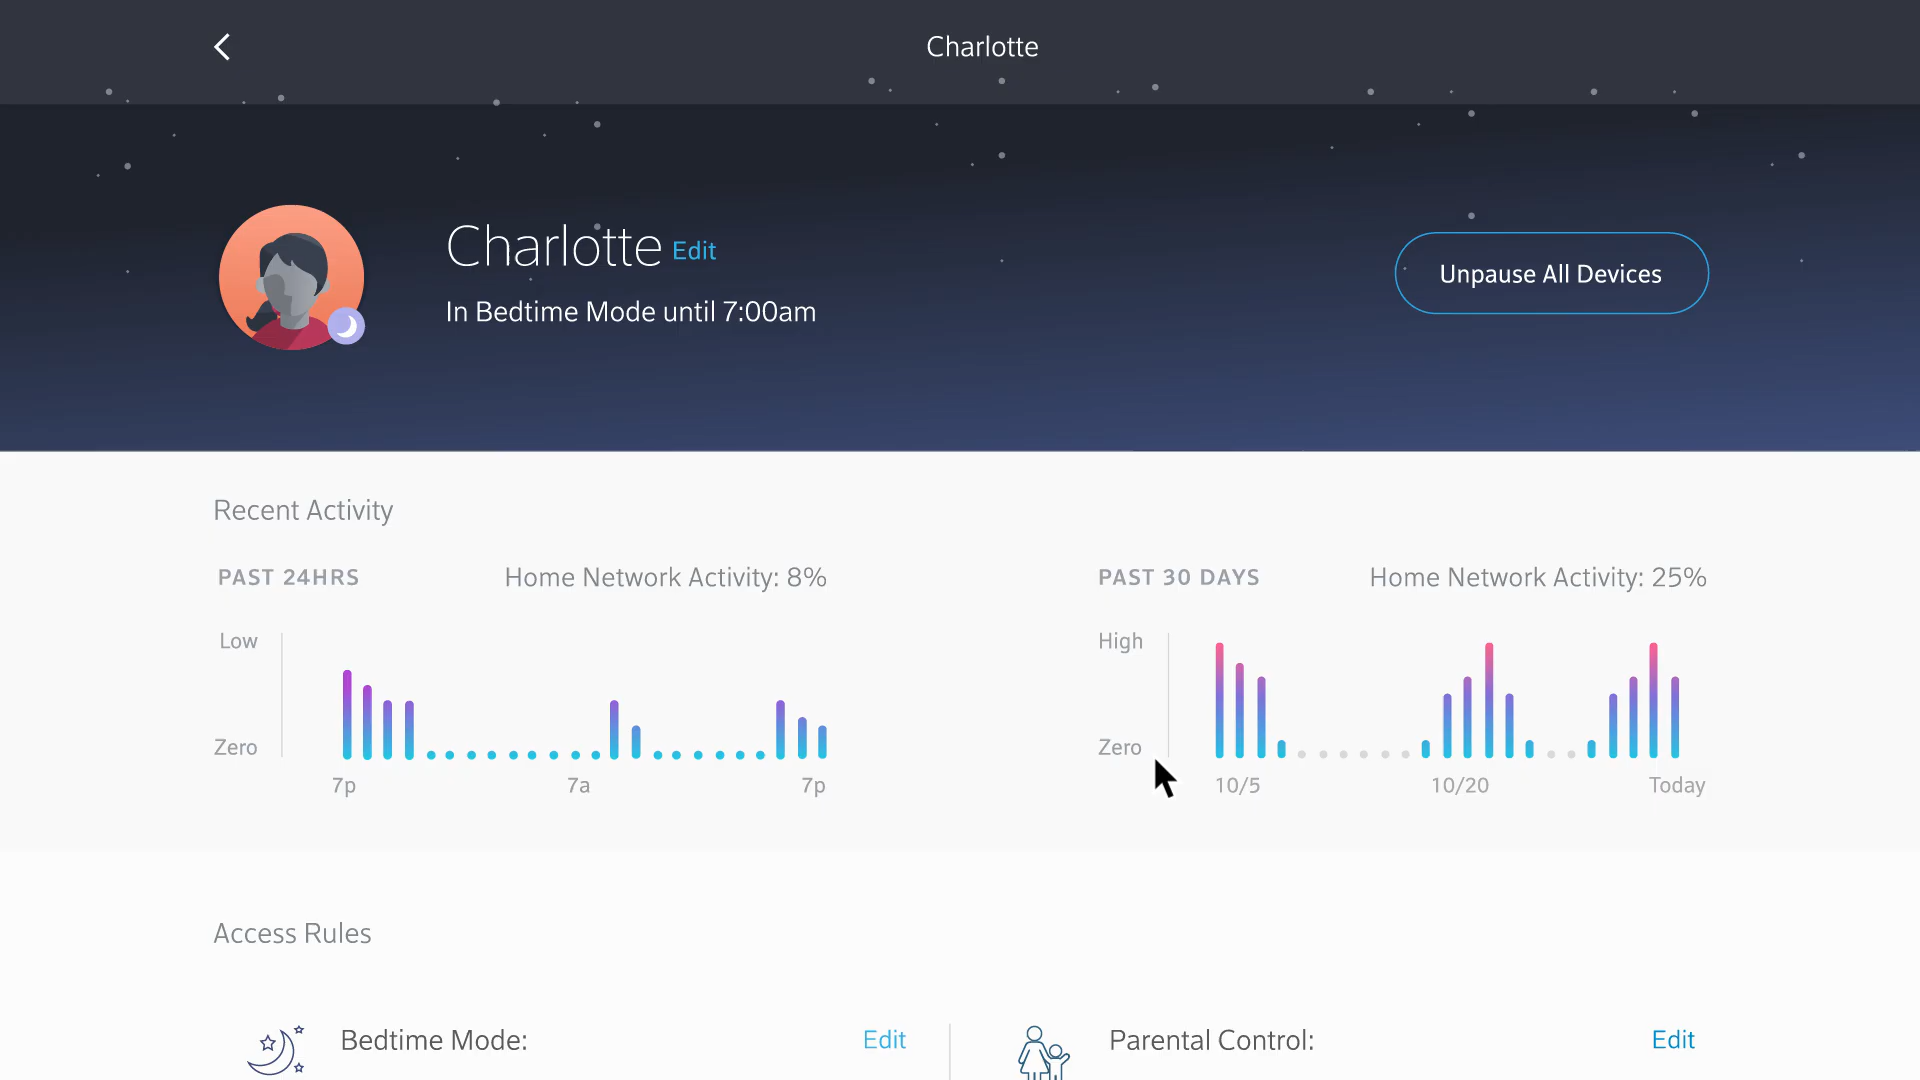 Charlotte
Charlotte Edit
In Bedtime Mode until 7:00am
Unpause All Devices
Recent Activity
PAST 24HRS
Home Network Activity: 8%
Low
Zero
7p
7a
7p
PAST 30 DAYS
Home Network Activity: 25%
High
Zero
10/5
10/20
Today
Access Rules
Bedtime Mode:
Edit
Parental Control:
Edit